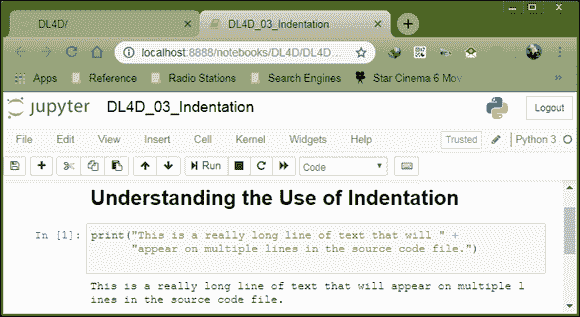 DL4D/
DL4D_03_Indentation
localhost:8888/notebooks/DL4D/DL4D...
Apps Reference Radio Stations Search Engines Star Cinema 6 Mov
jupyter DL4D_03_Indentation
Logout
File Edit View Insert Cell Kernel Widgets Help
Trusted
Python 3
Run
Code
Understanding the Use of Indentation
In [1]: print("This is a really long line of text that will " +
"appear on multiple lines in the source code file.")
This is a really long line of text that will appear on multiple l
ines in the source code file.